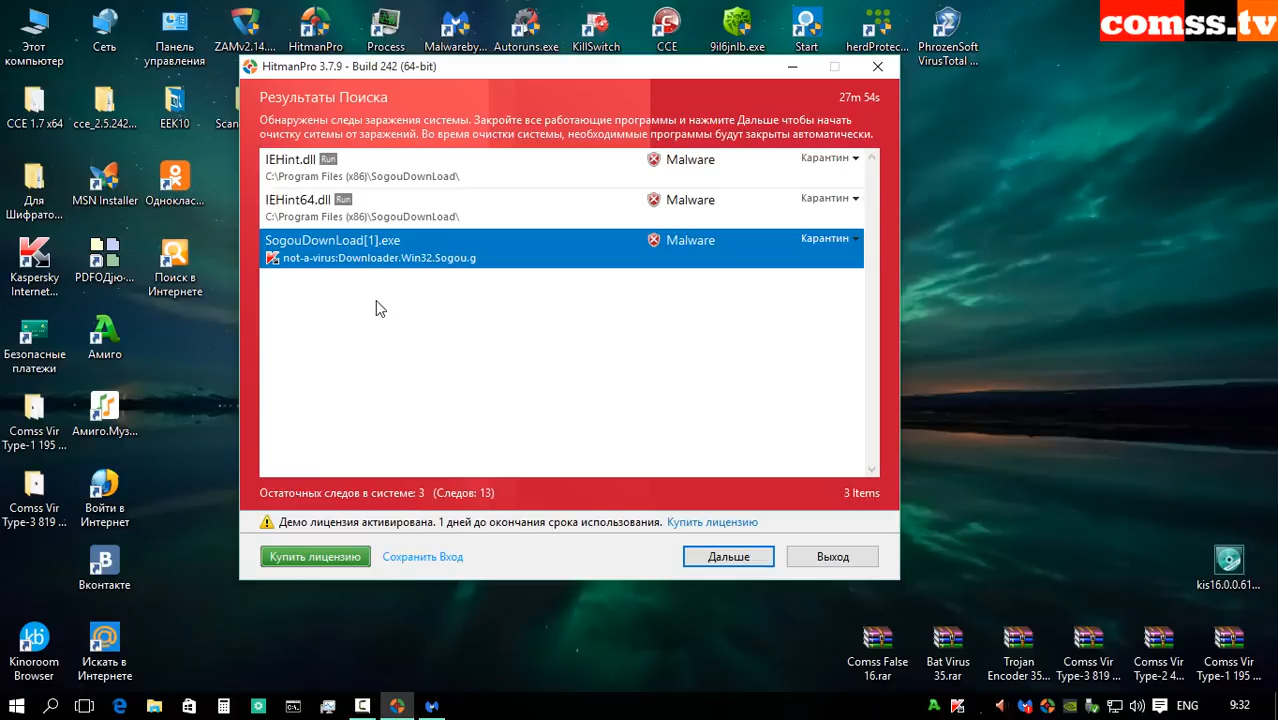 Этот компьютер
Сеть
Панель управления
ZAMv2.14....
HitmanPro
Process
Malwareby...
Autoruns.exe
KillSwitch
CCE
9il6jnlb.exe
Start
herdProtec...
PhrozenSoft VirusTotal ...
comss.tv
HitmanPro 3.7.9 - Build 242 (64-bit)
Результаты Поиска
27m 54s
Обнаружены следы заражения системы. Закройте все работающие программы и нажмите Дальше чтобы начать
очистку ситемы от заражений. Во время очистки системы, необходиммые программы будут закрыты автоматически.
IEHint.dll Run
Malware
Карантин
C:\Program Files (x86)\SogouDownLoad\
IEHint64.dll Run
Malware
Карантин
C:\Program Files (x86)\SogouDownLoad\
SogouDownLoad[1].exe
Malware
Карантин
not-a-virus:Downloader.Win32.Sogou.g
Остаточных следов в системе: 3 (Следов: 13)
3 Items
Демо лицензия активирована. 1 дней до окончания срока использования. Купить лицензию
Купить лицензию
Сохранить Вход
Дальше
Выход
CCE 1.7 x64
cce_2.5.242...
EEK10
Scan
Для Шифрато...
MSN Installer
Однокласс...
Kaspersky Internet...
PDFОДју-...
Поиск в Интернете
Безопасные платежи
Амиго
Comss Vir Type-1 195 ...
Амиго.Муз...
Comss Vir Type-3 819 ...
Войти в Интернет
Вконтакте
Kinoroom Browser
Искать в Интернете
kis16.0.0.61...
Comss False 16.rar
Bat Virus 35.rar
Trojan Encoder 35...
Comss Vir Type-3 819 ...
Comss Vir Type-2 4...
Comss Vir Type-1 195 ...
ENG
9:32